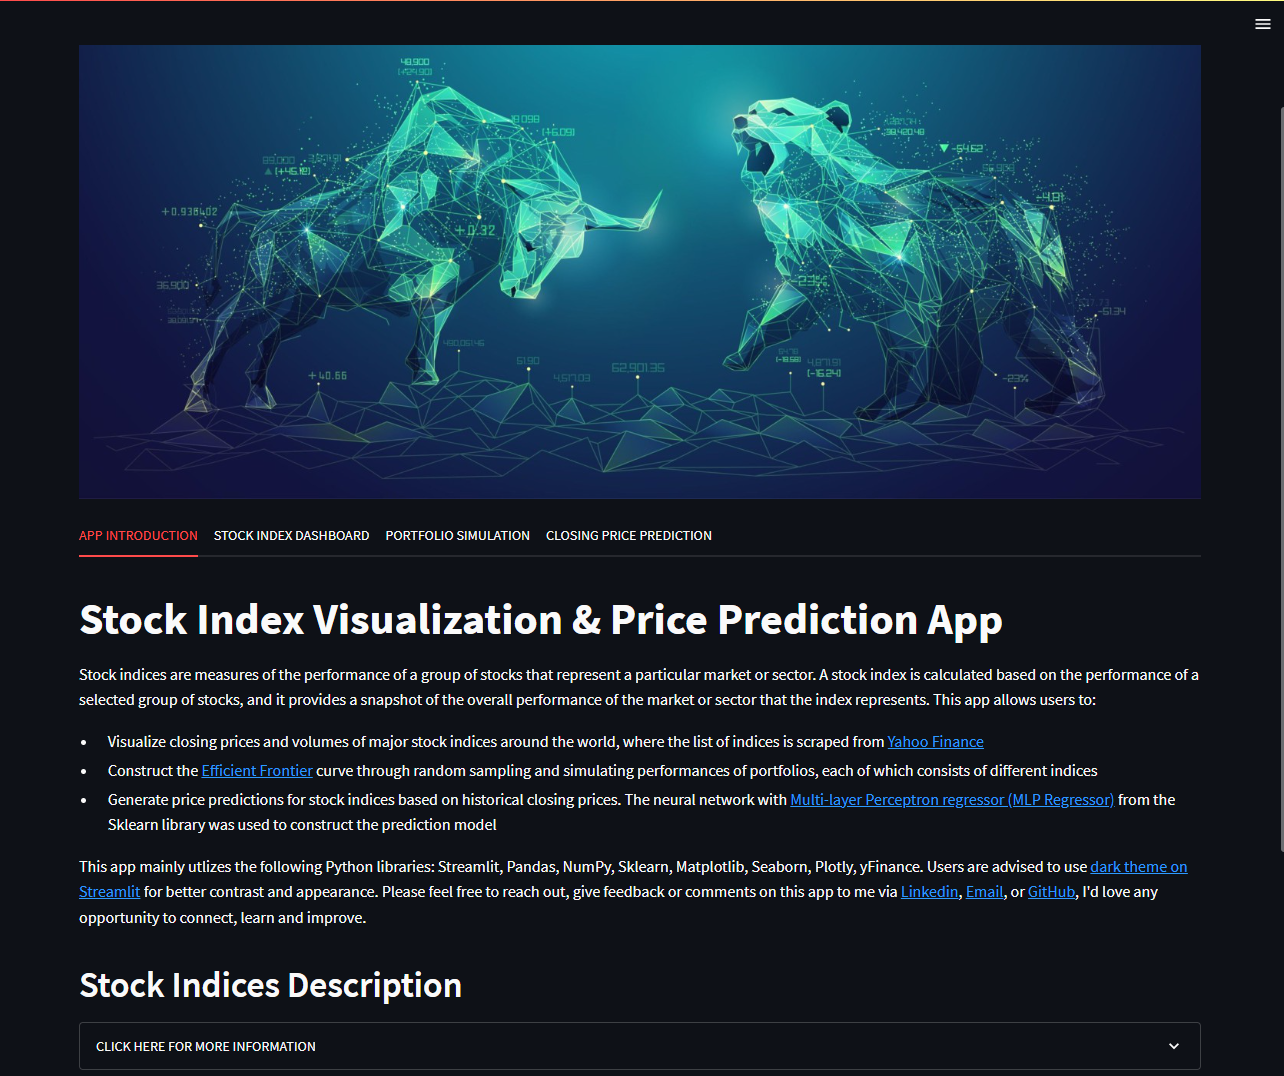 48,900
(+6.09)
-54.62
(+45.18)
-4.81
+0.938402
+0.32
36,900
-23%
-61.34
51.90
62,901.35
4,571.03
(-16.24)
+40.66
-23%
APP INTRODUCTION STOCK INDEX DASHBOARD PORTFOLIO SIMULATION CLOSING PRICE PREDICTION
Stock Index Visualization & Price Prediction App
Stock indices are measures of the performance of a group of stocks that represent a particular market or sector. A stock index is calculated based on the performance of a
selected group of stocks, and it provides a snapshot of the overall performance of the market or sector that the index represents. This app allows users to:
• Visualize closing prices and volumes of major stock indices around the world, where the list of indices is scraped from Yahoo Finance
• Construct the Efficient Frontier curve through random sampling and simulating performances of portfolios, each of which consists of different indices
• Generate price predictions for stock indices based on historical closing prices. The neural network with Multi-layer Perceptron regressor (MLP Regressor) from the
Sklearn library was used to construct the prediction model
This app mainly utlizes the following Python libraries: Streamlit, Pandas, NumPy, Sklearn, Matplotlib, Seaborn, Plotly, yFinance. Users are advised to use dark theme on
Streamlit for better contrast and appearance. Please feel free to reach out, give feedback or comments on this app to me via Linkedin, Email, or GitHub, I'd love any
opportunity to connect, learn and improve.
Stock Indices Description
CLICK HERE FOR MORE INFORMATION